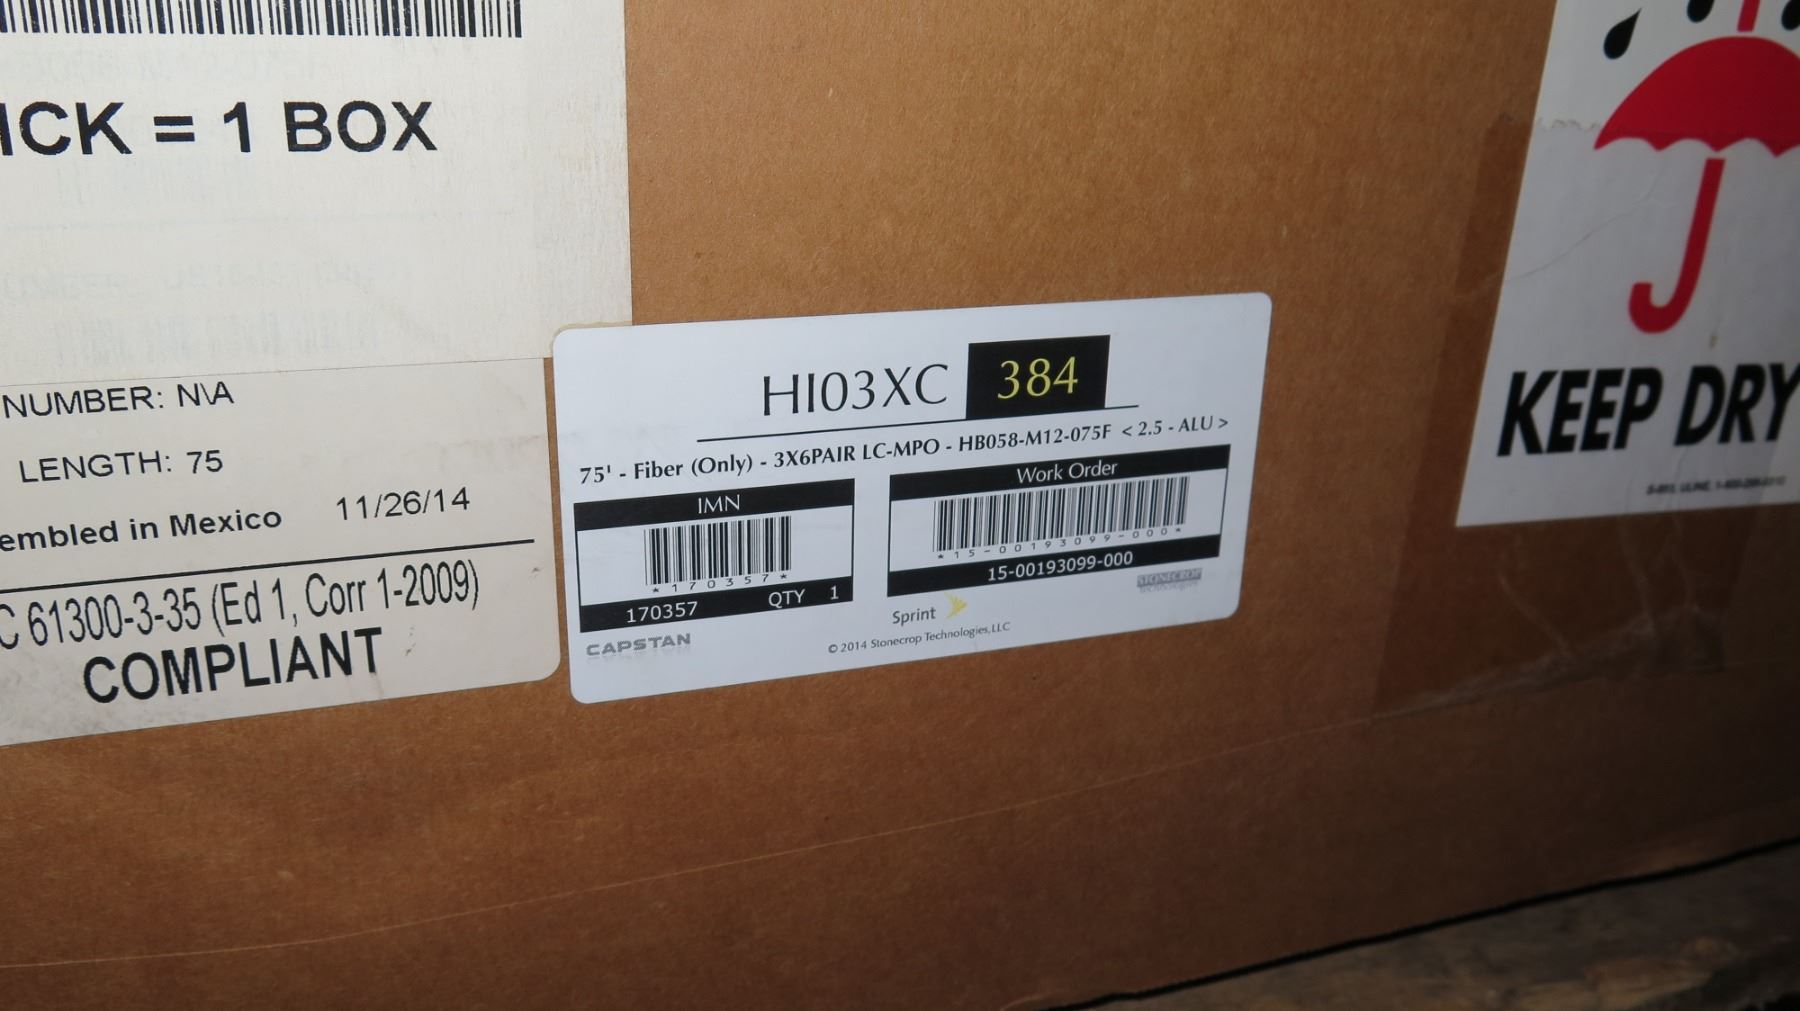 ICK = 1 BOX
NUMBER: N\A
LENGTH: 75
embled in Mexico 11/26/14
C 61300-3-35 (Ed 1, Corr 1-2009)
COMPLIANT
HI03XC 384
75' - Fiber (Only) - 3X6PAIR LC-MPO - HB058-M12-075F < 2.5 - ALU >
IMN
*170357*
170357 QTY 1
CAPSTAN
Work Order
*15-00193099-000*
15-00193099-000
STONECROP
Sprint
© 2014 Stonecrop Technologies, LLC
KEEP DRY